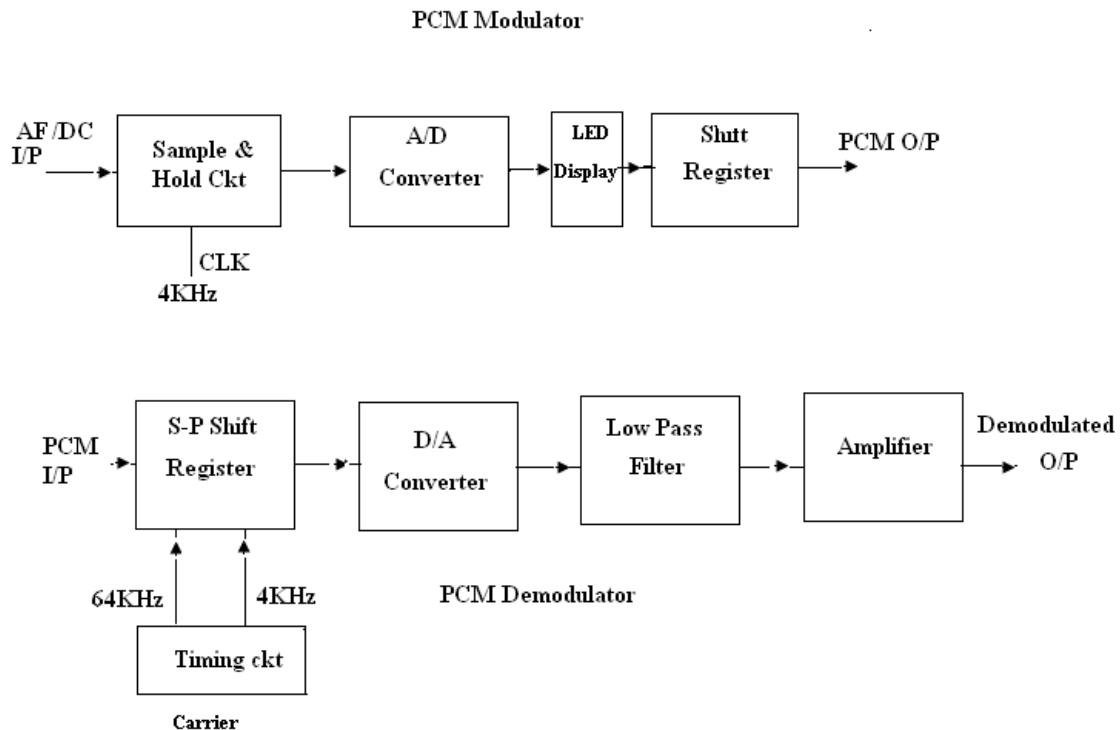 PCM Modulator
AF/DC
I/P
Sample &
Hold Ckt
A/D
Converter
LED
Display
Shift
Register
PCM O/P
CLK
4KHz
PCM
I/P
S-P Shift
Register
D/A
Converter
Low Pass
Filter
Amplifier
Demodulated
O/P
64KHz
4KHz
PCM Demodulator
Timing ckt
Carrier